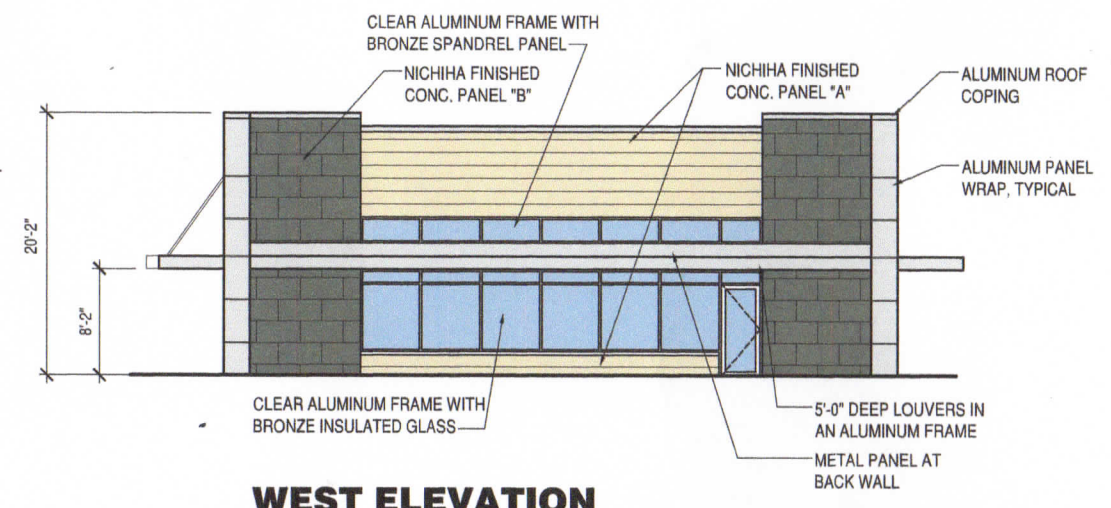 CLEAR ALUMINUM FRAME WITH
BRONZE SPANDREL PANEL
NICHIHA FINISHED
CONC. PANEL "B"
NICHIHA FINISHED
CONC. PANEL "A"
ALUMINUM ROOF
COPING
ALUMINUM PANEL
WRAP, TYPICAL
20'-2"
8'-2"
CLEAR ALUMINUM FRAME WITH
BRONZE INSULATED GLASS
5'-0" DEEP LOUVERS IN
AN ALUMINUM FRAME
METAL PANEL AT
BACK WALL
WEST ELEVATION